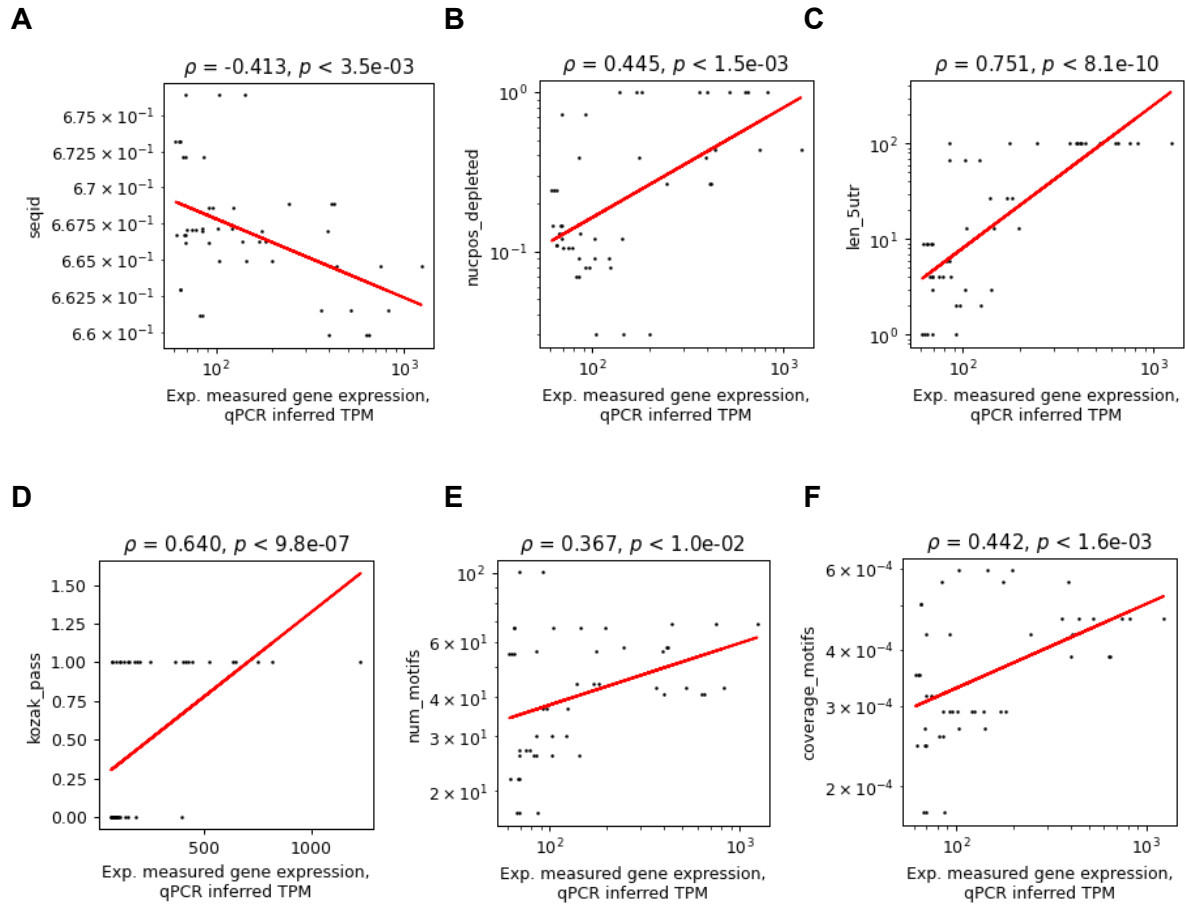 A
ρ = -0.413, p < 3.5e-03
6.75 × 10⁻¹
6.725 × 10⁻¹
6.7 × 10⁻¹
6.675 × 10⁻¹
6.65 × 10⁻¹
6.625 × 10⁻¹
6.6 × 10⁻¹
seqid
10² 10³
Exp. measured gene expression,
qPCR inferred TPM
B
ρ = 0.445, p < 1.5e-03
10⁰
10⁻¹
nucpos_depleted
10² 10³
Exp. measured gene expression,
qPCR inferred TPM
C
ρ = 0.751, p < 8.1e-10
10²
10¹
10⁰
len_5utr
10² 10³
Exp. measured gene expression,
qPCR inferred TPM
D
ρ = 0.640, p < 9.8e-07
1.50
1.25
1.00
0.75
0.50
0.25
0.00
kozak_pass
500 1000
Exp. measured gene expression,
qPCR inferred TPM
E
ρ = 0.367, p < 1.0e-02
10²
6 × 10¹
4 × 10¹
3 × 10¹
2 × 10¹
num_motifs
10² 10³
Exp. measured gene expression,
qPCR inferred TPM
F
ρ = 0.442, p < 1.6e-03
6 × 10⁻⁴
4 × 10⁻⁴
3 × 10⁻⁴
2 × 10⁻⁴
coverage_motifs
10² 10³
Exp. measured gene expression,
qPCR inferred TPM